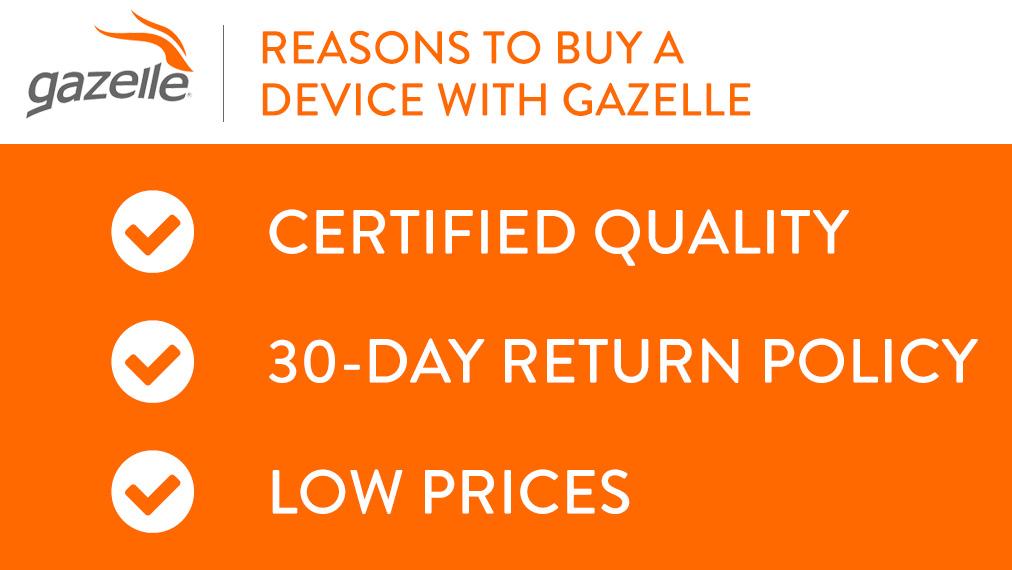 gazelle
REASONS TO BUY A
DEVICE WITH GAZELLE
CERTIFIED QUALITY
30-DAY RETURN POLICY
LOW PRICES